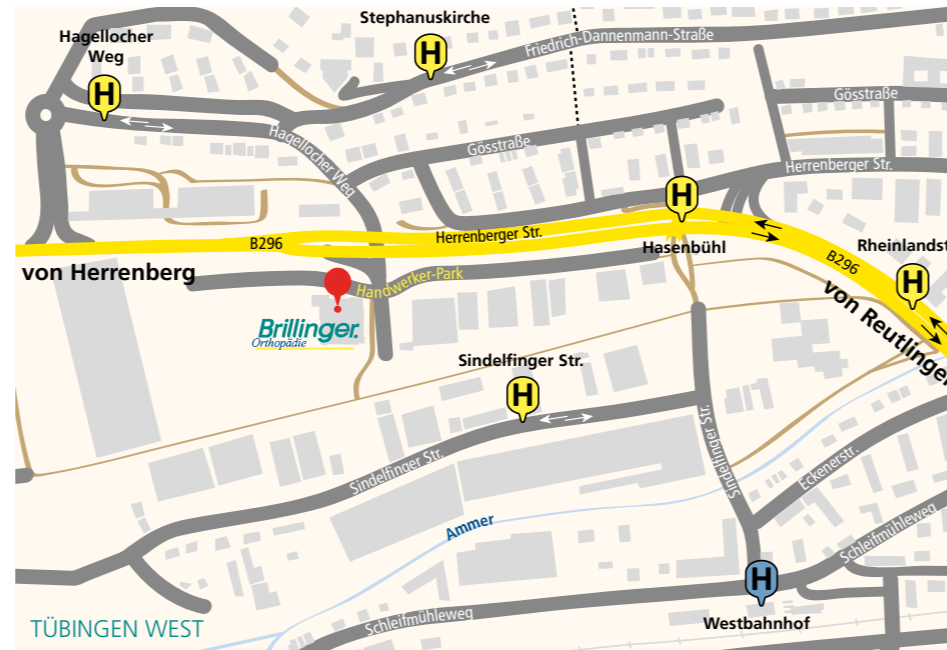 Stephanuskirche
Hagellocher
Weg
H
H
Friedrich-Dannenmann-Straße
Gösstraße
Hagellocher Weg
Gösstraße
Herrenberger Str.
H
B296
Herrenberger Str.
Hasenbühl
Rheinlandst
von Herrenberg
B296
H
Handwerker-Park
von Reutlingen
Brillinger.
Orthopädie
Sindelfinger Str.
H
Sindelfinger Str.
Sindelfinger Str.
Eckenerstr.
Ammer
Schleifmühleweg
H
Westbahnhof
Schleifmühleweg
TÜBINGEN WEST